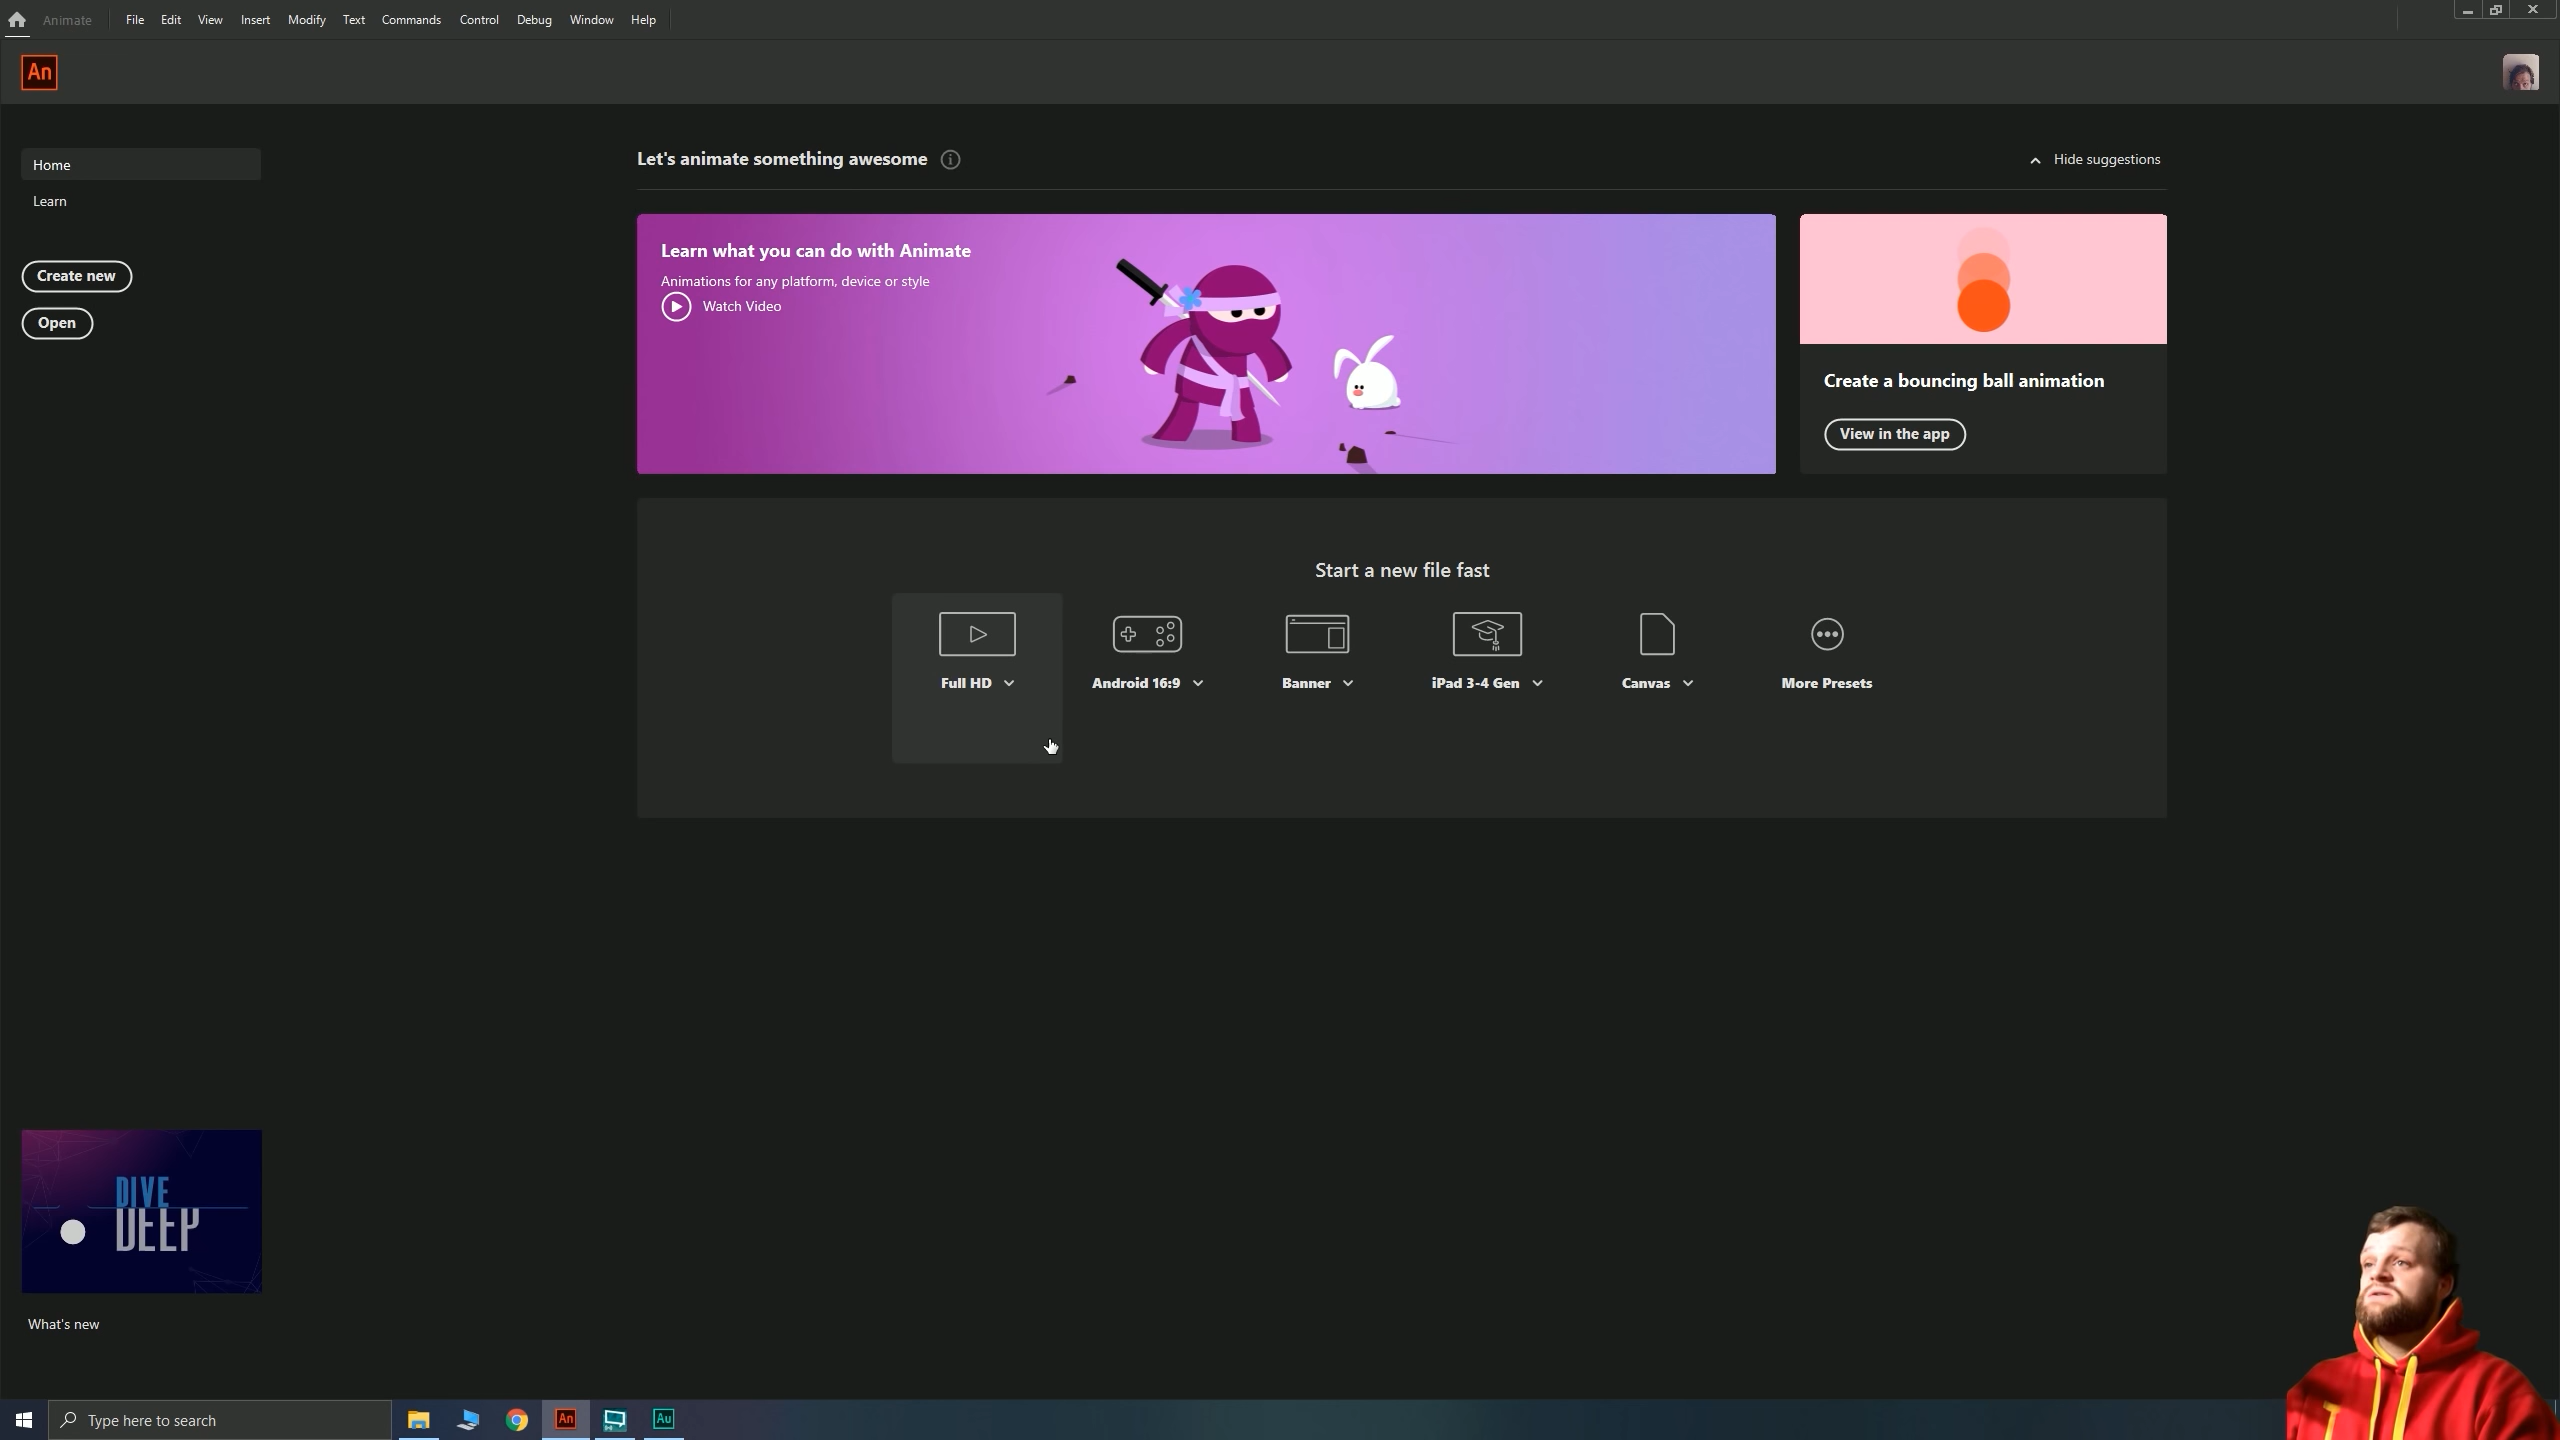 Animate File Edit View Insert Modify Text Commands Control Debug Window Help
An
Home
Learn
Create new
Open
Let's animate something awesome
Hide suggestions
Learn what you can do with Animate
Animations for any platform, device or style
Watch Video
Create a bouncing ball animation
View in the app
Start a new file fast
Full HD
Android 16:9
Banner
iPad 3-4 Gen
Canvas
More Presets
DIVE
DEEP
What's new
Type here to search
An
Au